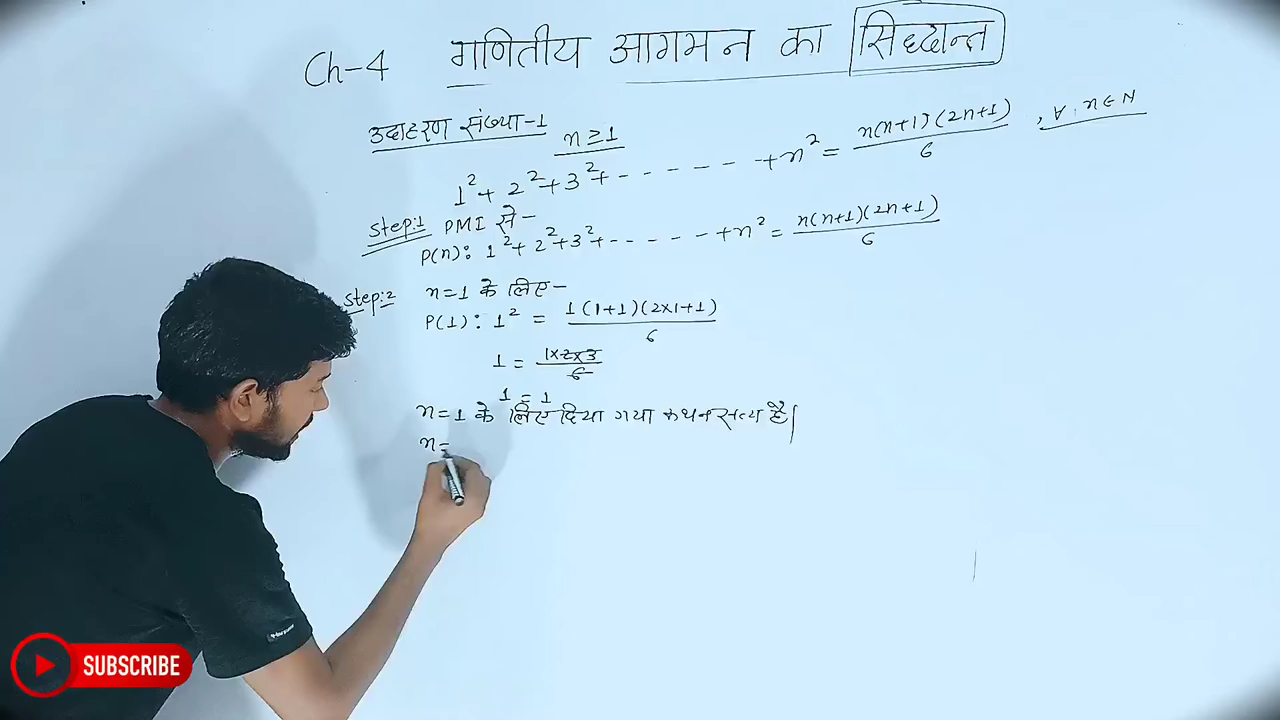 Ch-4 गणितीय आगमन का सिध्दान्त
उदाहरण संख्या-1 n≥1
1² + 2² + 3² + - - - - - - + n² = n(n+1)(2n+1)/6 , ∀ n∈N
step:1 PMI से-
P(n): 1² + 2² + 3² + - - - - - + n² = n(n+1)(2n+1)/6
step:2 n=1 के लिए-
P(1): 1² = 1(1+1)(2×1+1)/6
1 = 1×2×3/6
1 = 1
n=1 के लिए दिया गया कथन सत्य है|
n=
SUBSCRIBE